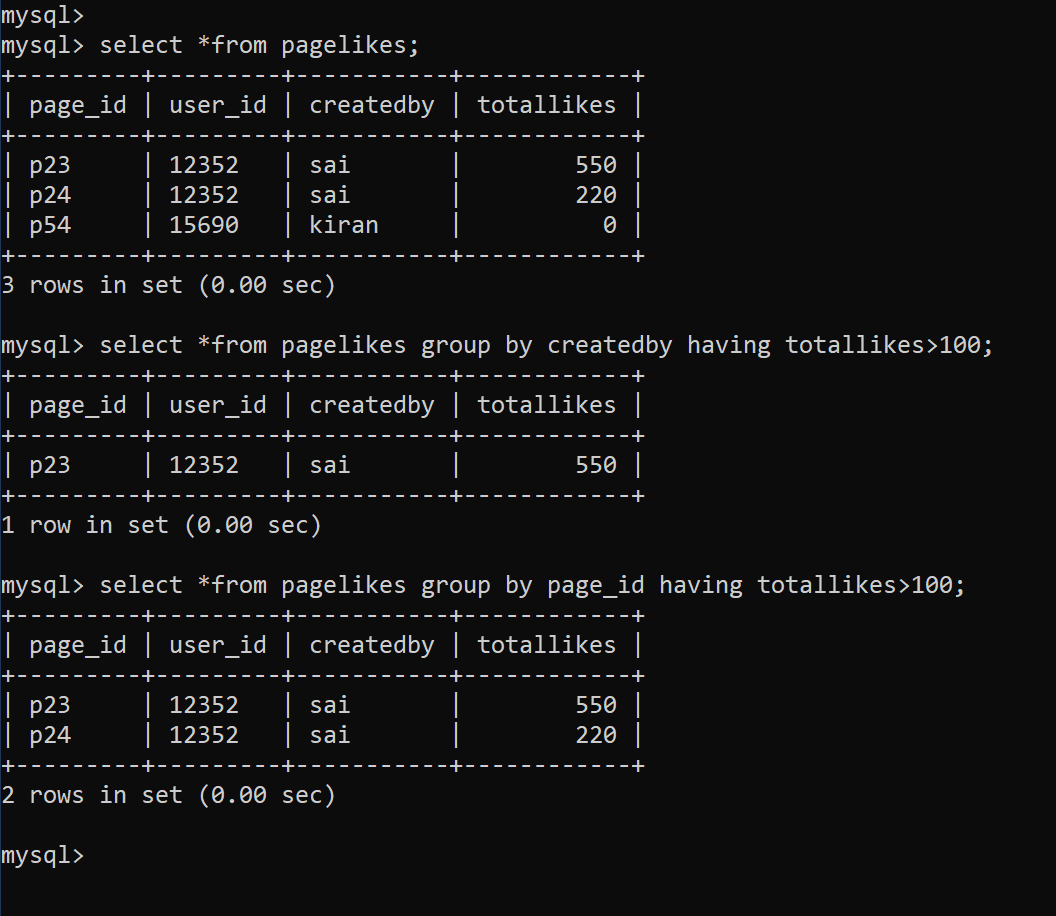 mysql>
mysql> select *from pagelikes;
+---------+---------+-----------+------------+
| page_id | user_id | createdby | totallikes |
+---------+---------+-----------+------------+
| p23     | 12352   | sai       |        550 |
| p24     | 12352   | sai       |        220 |
| p54     | 15690   | kiran     |          0 |
+---------+---------+-----------+------------+
3 rows in set (0.00 sec)

mysql> select *from pagelikes group by createdby having totallikes>100;
+---------+---------+-----------+------------+
| page_id | user_id | createdby | totallikes |
+---------+---------+-----------+------------+
| p23     | 12352   | sai       |        550 |
+---------+---------+-----------+------------+
1 row in set (0.00 sec)

mysql> select *from pagelikes group by page_id having totallikes>100;
+---------+---------+-----------+------------+
| page_id | user_id | createdby | totallikes |
+---------+---------+-----------+------------+
| p23     | 12352   | sai       |        550 |
| p24     | 12352   | sai       |        220 |
+---------+---------+-----------+------------+
2 rows in set (0.00 sec)

mysql>